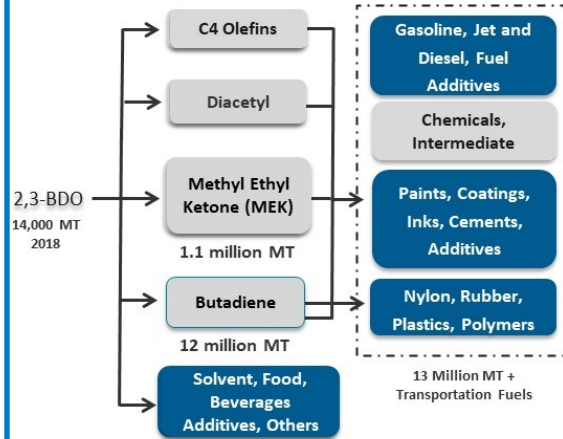 C4 Olefins
Diacetyl
2,3-BDO
14,000 MT
2018
Methyl Ethyl
Ketone (MEK)
1.1 million MT
Butadiene
12 million MT
Solvent, Food,
Beverages
Additives, Others
Gasoline, Jet and
Diesel, Fuel
Additives
Chemicals,
Intermediate
Paints, Coatings,
Inks, Cements,
Additives
Nylon, Rubber,
Plastics, Polymers
13 Million MT +
Transportation Fuels